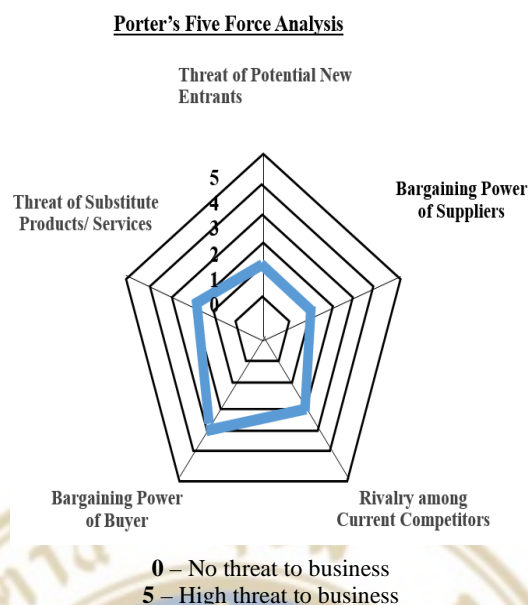 Porter's Five Force Analysis
Threat of Potential New
Entrants
5
4
3
2
1
0
Threat of Substitute
Products/ Services
Bargaining Power
of Suppliers
Bargaining Power
of Buyer
Rivalry among
Current Competitors
0 – No threat to business
5 – High threat to business